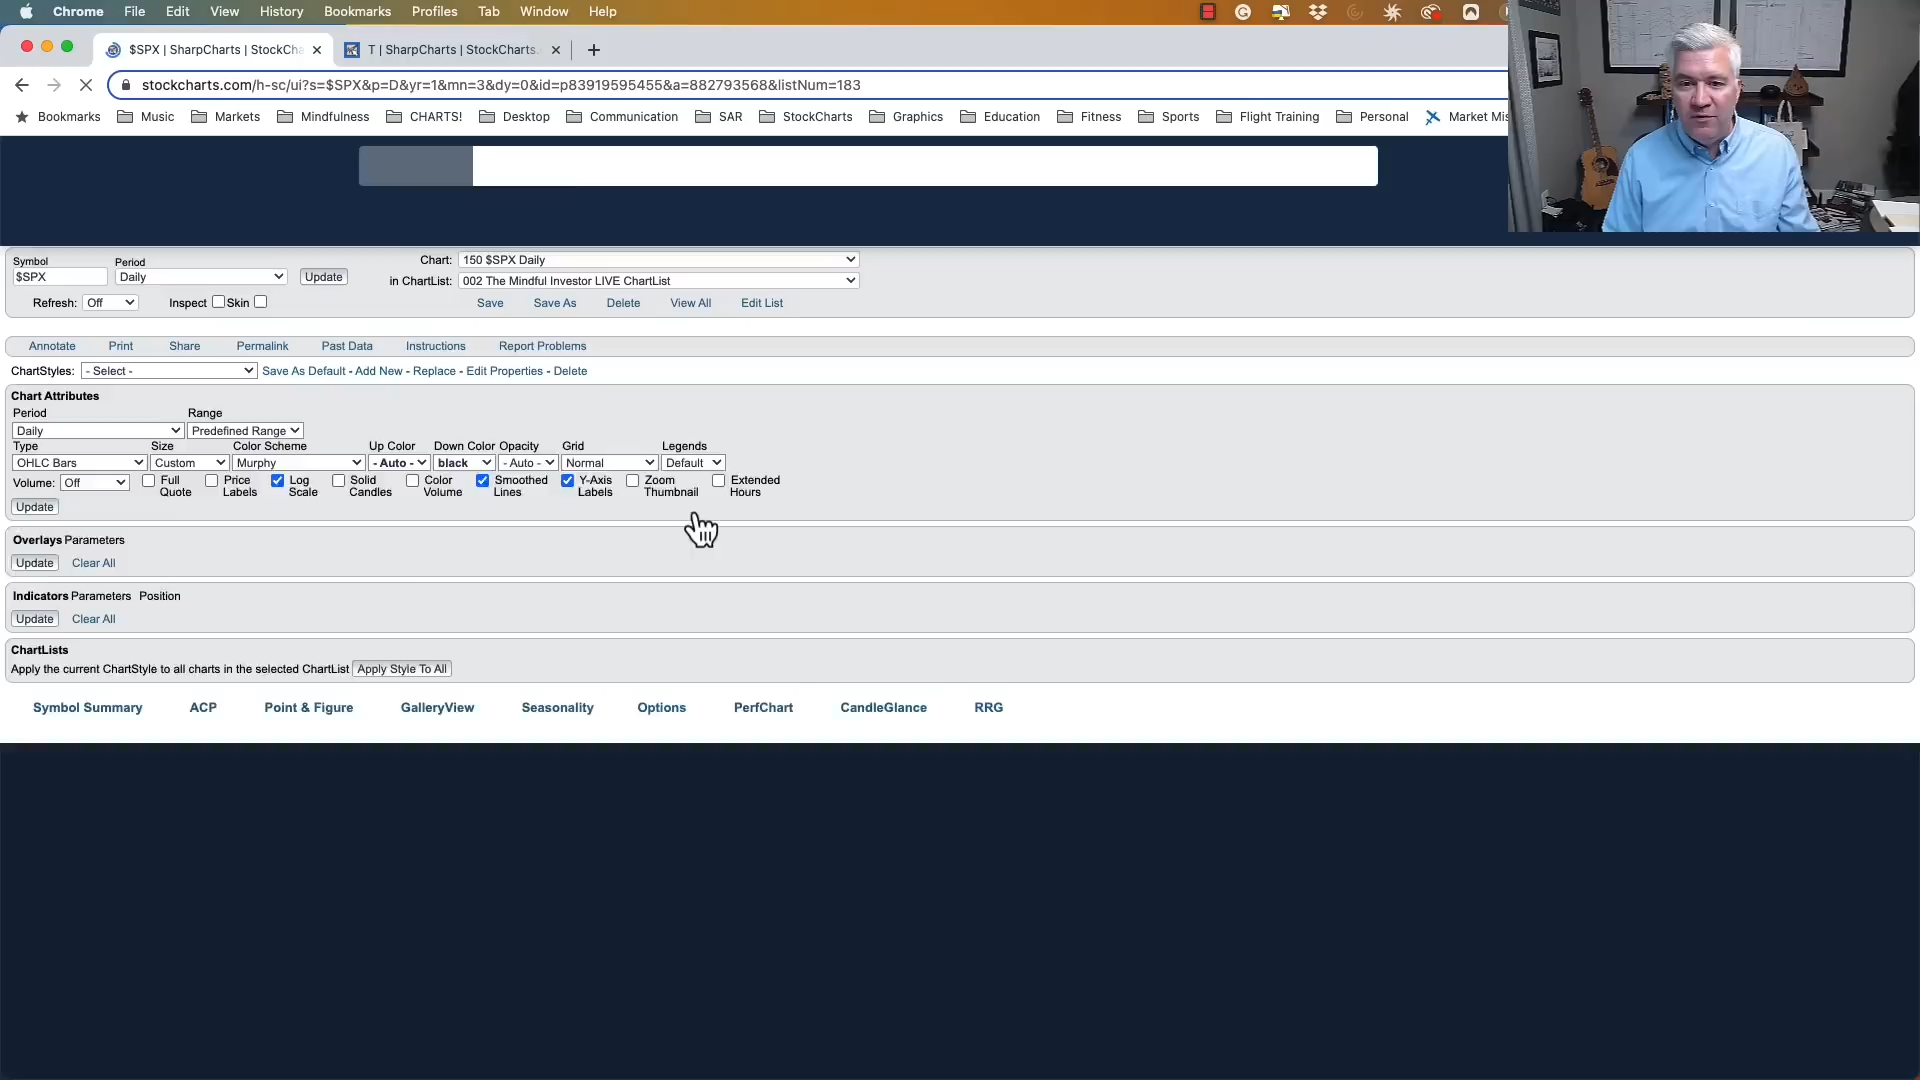 Chrome File Edit View History Bookmarks Profiles Tab Window Help
$SPX | SharpCharts | StockCha T | SharpCharts | StockCharts.
stockcharts.com/h-sc/ui?s=$SPX&p=D&yr=1&mn=3&dy=0&id=p83919595455&a=882793568&listNum=183
Bookmarks Music Markets Mindfulness CHARTS! Desktop Communication SAR StockCharts Graphics Education Fitness Sports Flight Training Personal Market Mis
Symbol Period Chart: 150 $SPX Daily
$SPX Daily Update in ChartList: 002 The Mindful Investor LIVE ChartList
Refresh: Off Inspect Skin Save Save As Delete View All Edit List
Annotate Print Share Permalink Past Data Instructions Report Problems
ChartStyles: - Select - Save As Default - Add New - Replace - Edit Properties - Delete
Chart Attributes
Period Range
Daily Predefined Range
Type Size Color Scheme Up Color Down Color Opacity Grid Legends
OHLC Bars Custom Murphy - Auto - black - Auto - Normal Default
Volume: Off Full Quote Price Labels Log Scale Solid Candles Color Volume Smoothed Lines Y-Axis Labels Zoom Thumbnail Extended Hours
Update
Overlays Parameters
Update Clear All
Indicators Parameters Position
Update Clear All
ChartLists
Apply the current ChartStyle to all charts in the selected ChartList Apply Style To All
Symbol Summary ACP Point & Figure GalleryView Seasonality Options PerfChart CandleGlance RRG